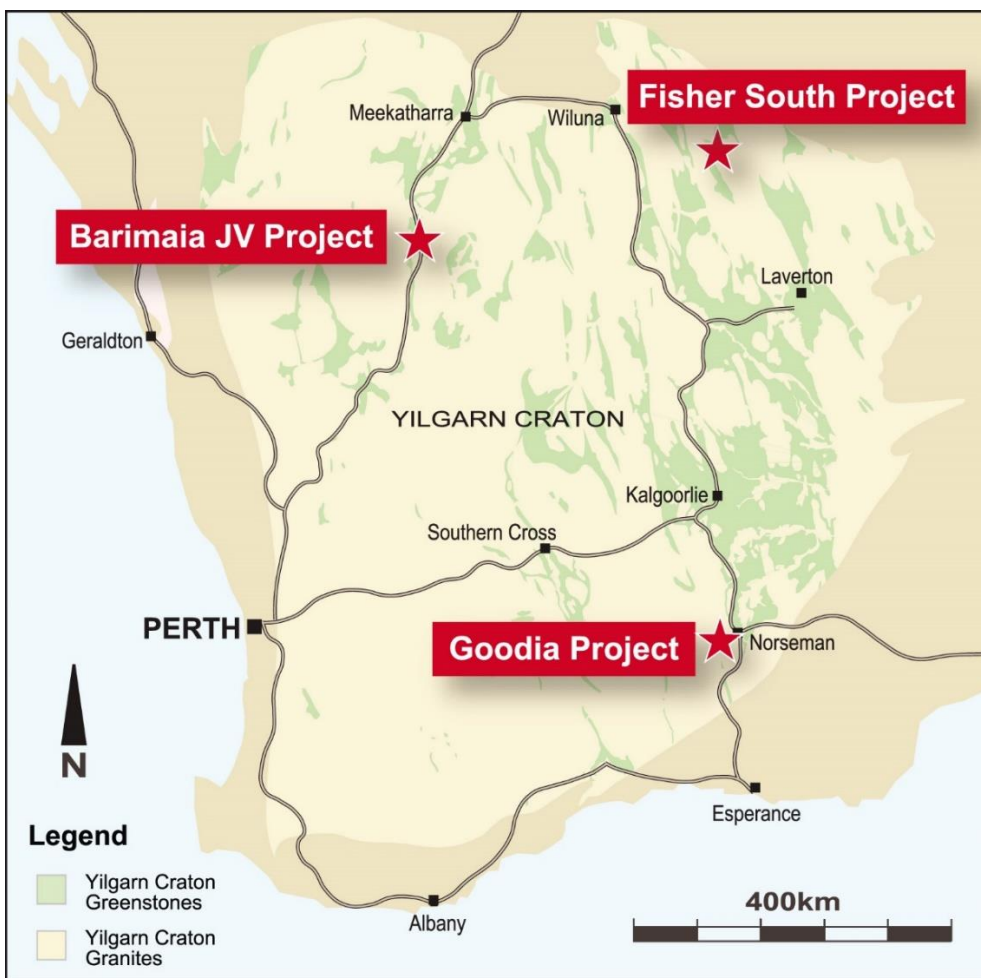 Fisher South Project
Meekatharra
Wiluna
Barimaia JV Project
Laverton
Geraldton
YILGARN CRATON
Kalgoorlie
Southern Cross
PERTH
Goodia Project
Norseman
N
Esperance
Legend
Yilgarn Craton
Greenstones
Yilgarn Craton
Granites
Albany
400km